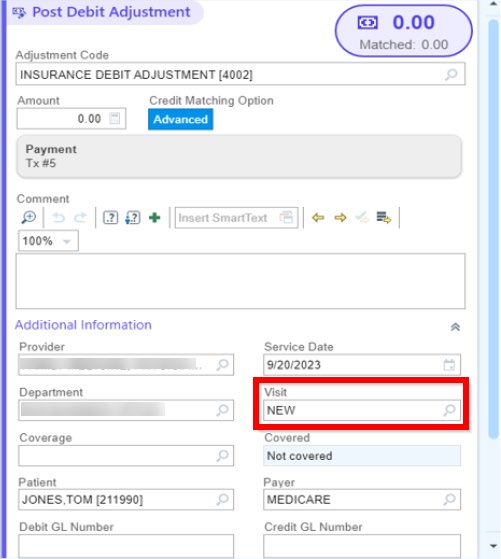 Post Debit Adjustment
0.00
Matched: 0.00
Adjustment Code
INSURANCE DEBIT ADJUSTMENT [4002]
Amount Credit Matching Option
0.00 Advanced
Payment
Tx #5
Comment
Insert SmartText
100%
Additional Information
Provider Service Date
9/20/2023
Department Visit
NEW
Coverage Covered
Not covered
Patient Payer
JONES,TOM [211990] MEDICARE
Debit GL Number Credit GL Number